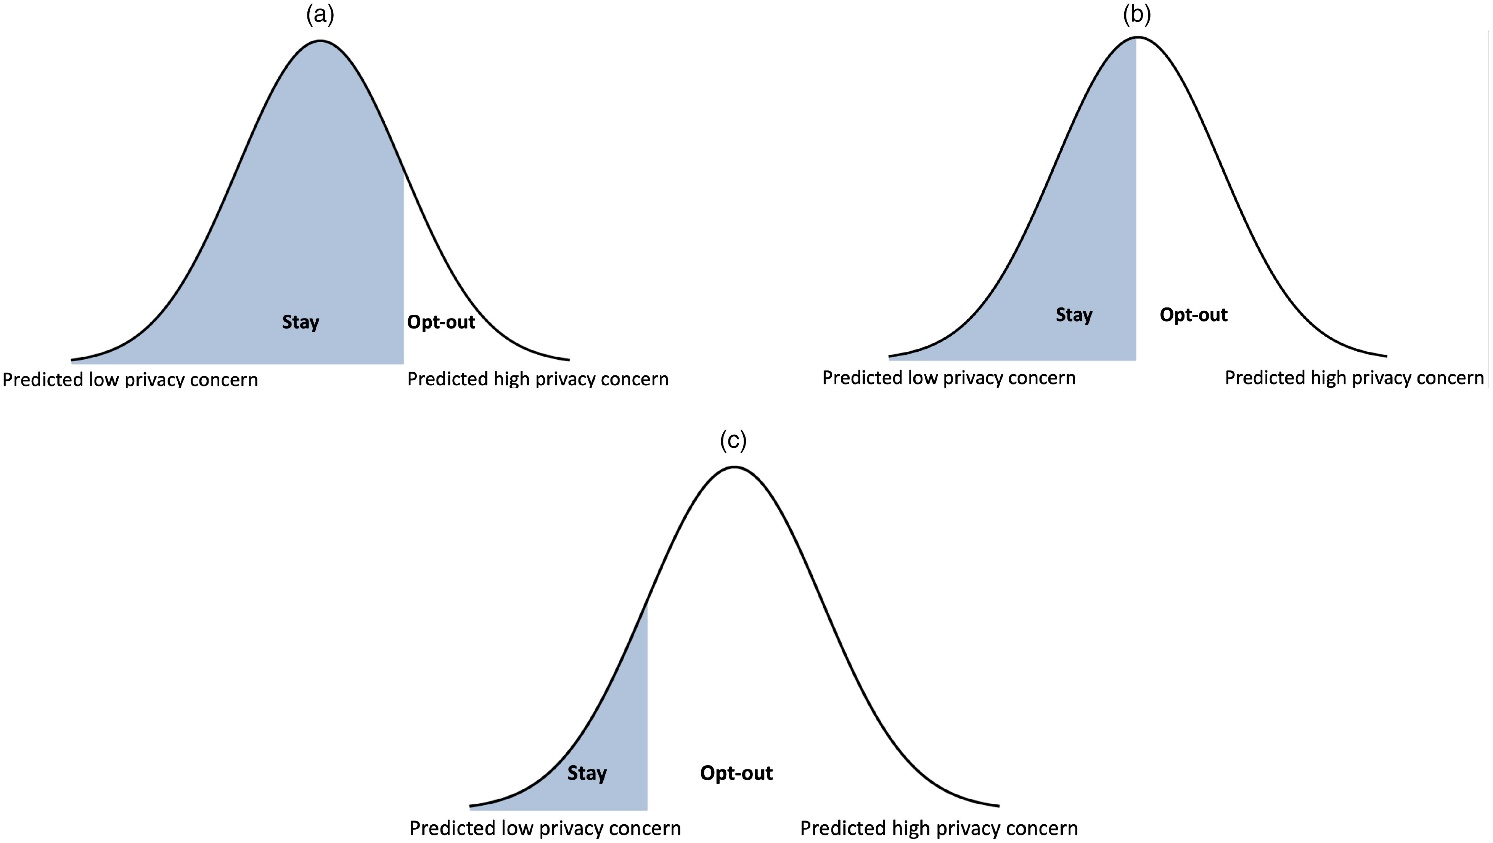 (a)
Stay
Opt-out
Predicted low privacy concern
Predicted high privacy concern
(b)
Stay
Opt-out
Predicted low privacy concern
Predicted high privacy concern
(c)
Stay
Opt-out
Predicted low privacy concern
Predicted high privacy concern